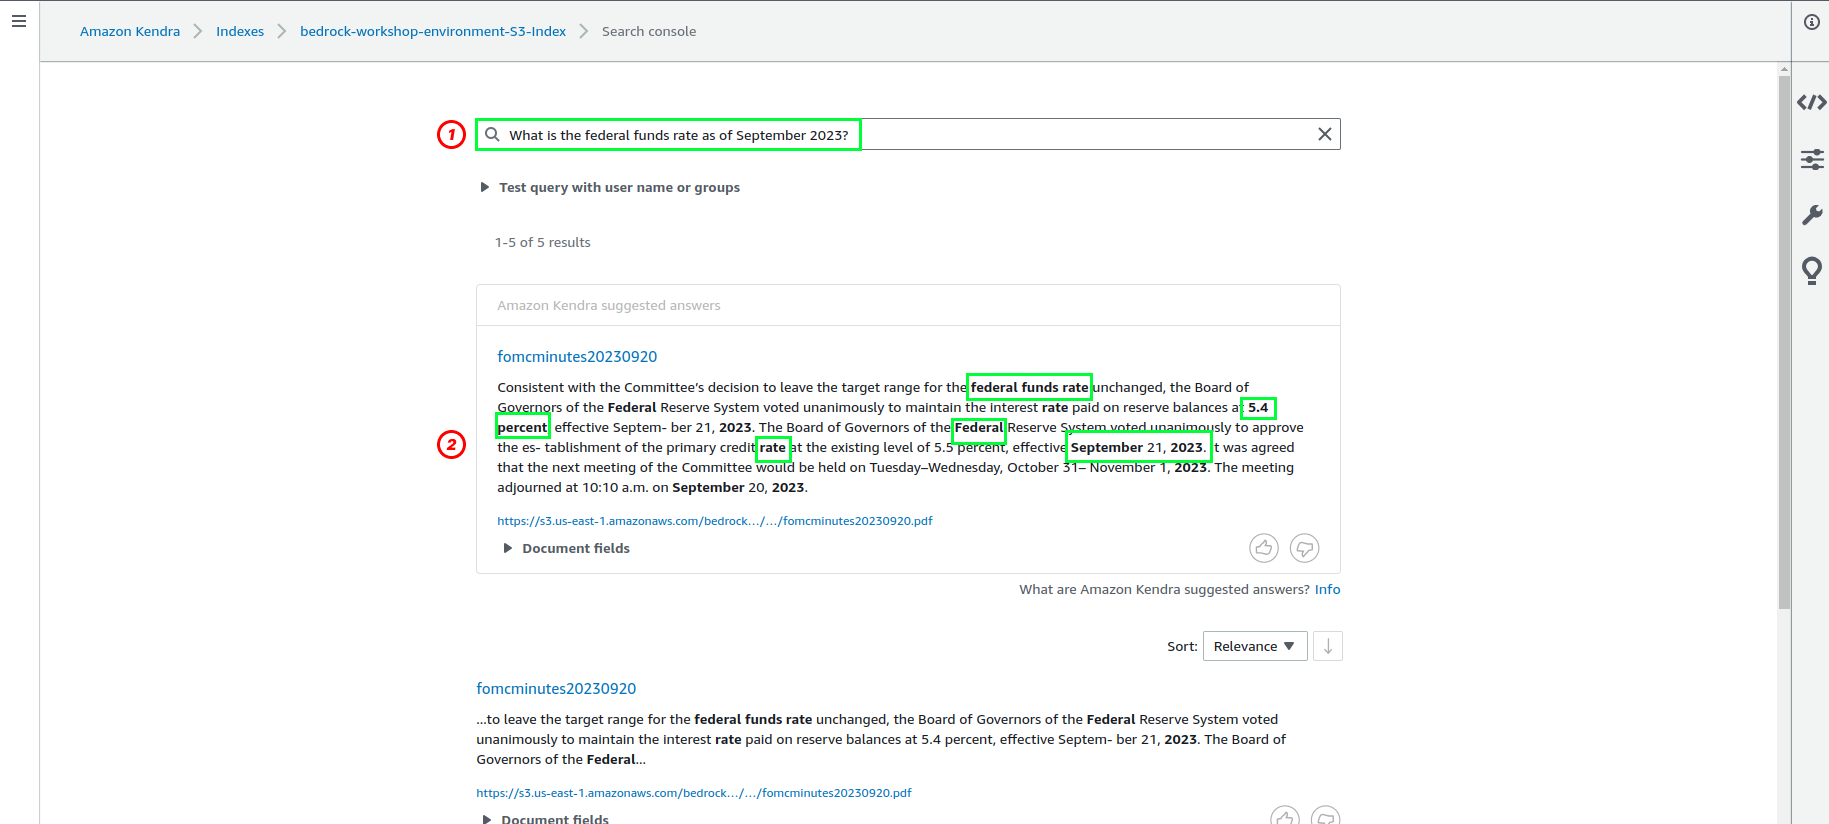 Amazon Kendra > Indexes > bedrock-workshop-environment-S3-Index > Search console
1 What is the federal funds rate as of September 2023?
Test query with user name or groups
1-5 of 5 results
Amazon Kendra suggested answers
fomcminutes20230920
Consistent with the Committee's decision to leave the target range for the federal funds rate unchanged, the Board of
Governors of the Federal Reserve System voted unanimously to maintain the interest rate paid on reserve balances at 5.4
percent, effective Septem- ber 21, 2023. The Board of Governors of the Federal Reserve System voted unanimously to approve
2 the es- tablishment of the primary credit rate at the existing level of 5.5 percent, effective September 21, 2023. It was agreed
that the next meeting of the Committee would be held on Tuesday–Wednesday, October 31– November 1, 2023. The meeting
adjourned at 10:10 a.m. on September 20, 2023.
https://s3.us-east-1.amazonaws.com/bedrock.../.../fomcminutes20230920.pdf
Document fields
What are Amazon Kendra suggested answers? Info
Sort: Relevance
fomcminutes20230920
...to leave the target range for the federal funds rate unchanged, the Board of Governors of the Federal Reserve System voted
unanimously to maintain the interest rate paid on reserve balances at 5.4 percent, effective Septem- ber 21, 2023. The Board of
Governors of the Federal...
https://s3.us-east-1.amazonaws.com/bedrock.../.../fomcminutes20230920.pdf
Document fields